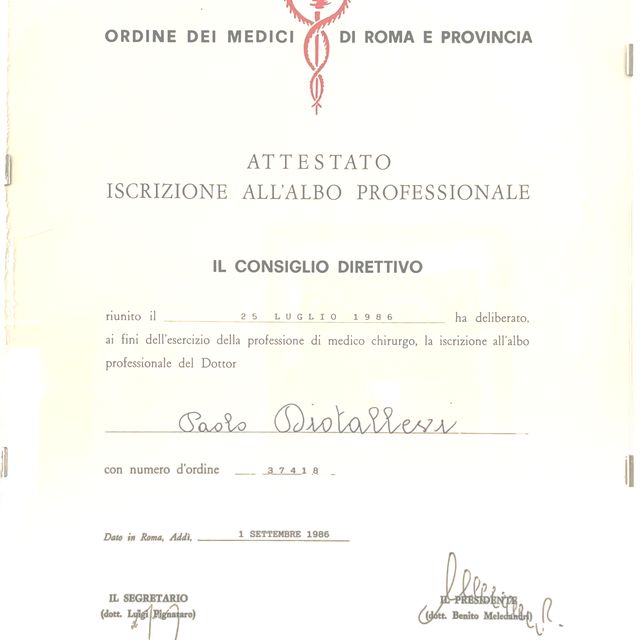 ORDINE DEI MEDICI DI ROMA E PROVINCIA
ATTESTATO
ISCRIZIONE ALL'ALBO PROFESSIONALE
IL CONSIGLIO DIRETTIVO
riunito il 25 LUGLIO 1986 ha deliberato,
ai fini dell'esercizio della professione di medico chirurgo, la iscrizione all'albo
professionale del Dottor
Paolo Diotallevi
con numero d'ordine 37418
Dato in Roma, Addì, 1 SETTEMBRE 1986
IL SEGRETARIO IL PRESIDENTE
(dott. Luigi Pignataro) (dott. Benito Meledandri)